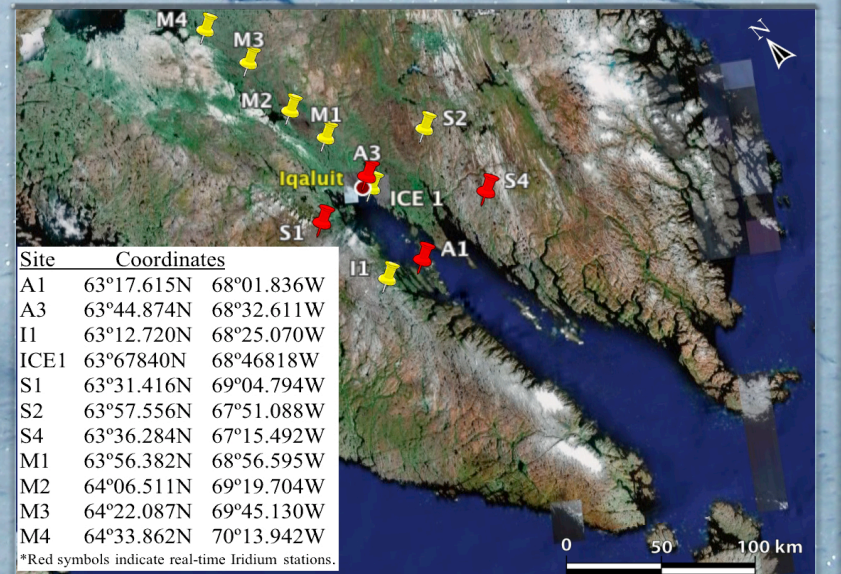 M4
N
M3
M2
M1
S2
A3
Iqaluit
S4
ICE 1
S1
A1
I1
Site Coordinates
A1 63º17.615N 68º01.836W
A3 63º44.874N 68º32.611W
I1 63º12.720N 68º25.070W
ICE1 63º67840N 68º46818W
S1 63º31.416N 69º04.794W
S2 63º57.556N 67º51.088W
S4 63º36.284N 67º15.492W
M1 63º56.382N 68º56.595W
M2 64º06.511N 69º19.704W
M3 64º22.087N 69º45.130W
M4 64º33.862N 70º13.942W
*Red symbols indicate real-time Iridium stations.
0 50 100 km